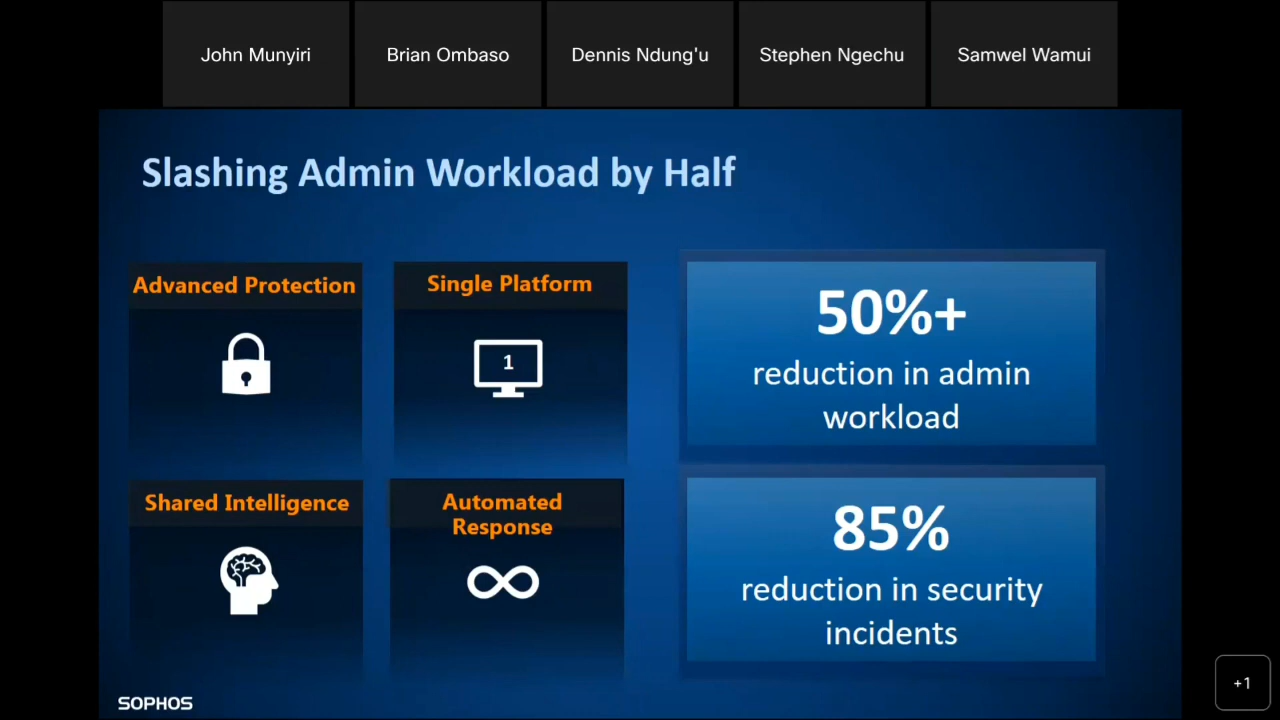 John Munyiri
Brian Ombaso
Dennis Ndung'u
Stephen Ngechu
Samwel Wamui
Slashing Admin Workload by Half
Advanced Protection
Single Platform
1
50%+
reduction in admin
workload
Shared Intelligence
Automated
Response
85%
reduction in security
incidents
SOPHOS
+1